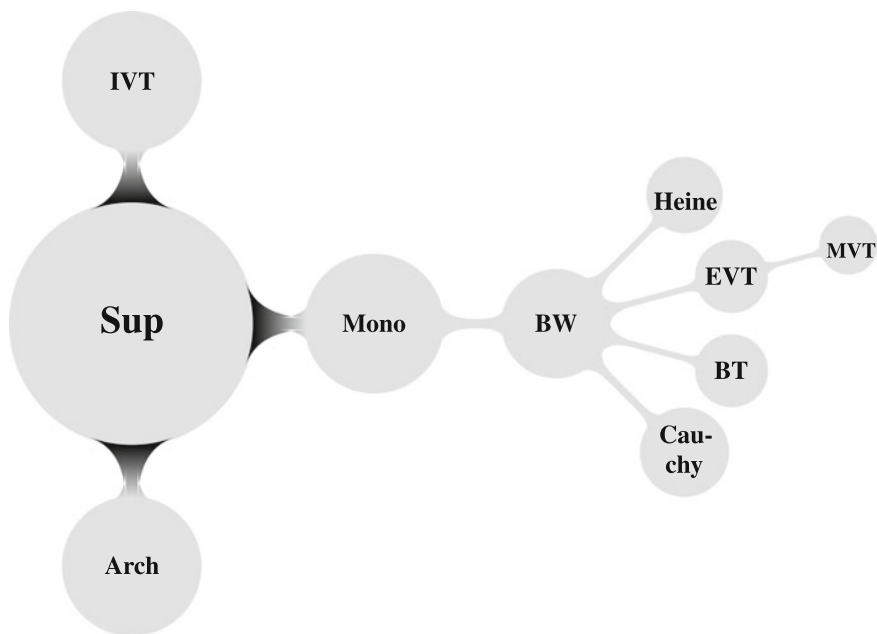 IVT
Sup
Mono
BW
Heine
EVT
MVT
BT
Cau-
chy
Arch